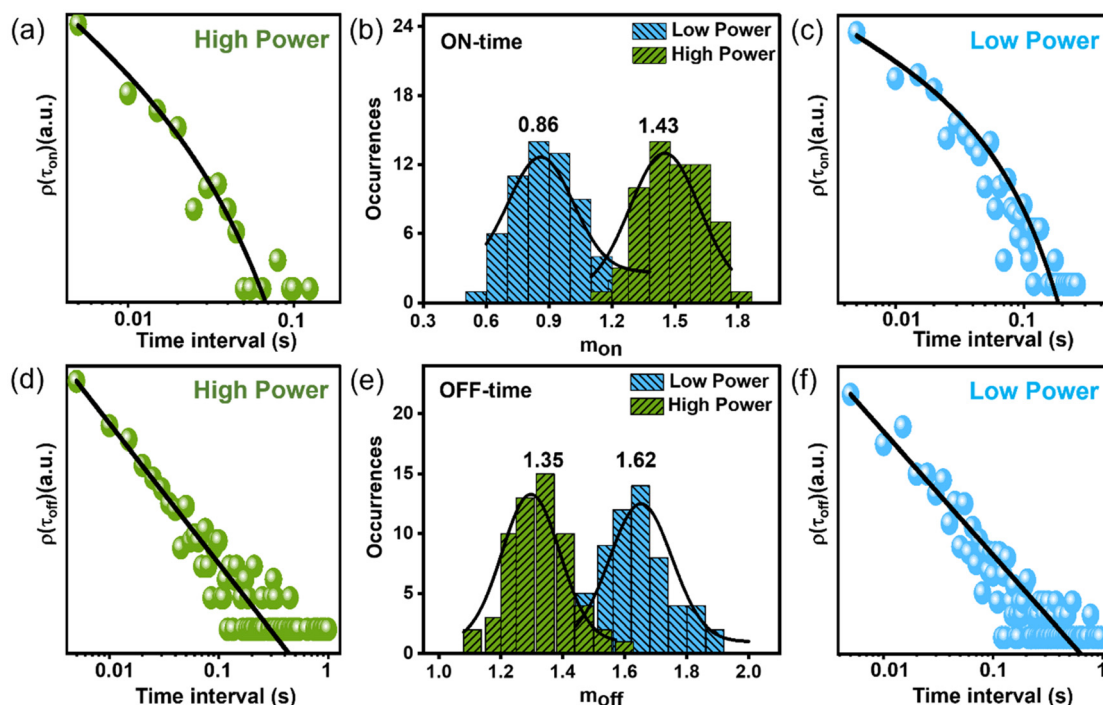 (a)
High Power
ρ(τon)(a.u.)
0.01
0.1
Time interval (s)
(b)
ON-time
Low Power
High Power
0.86
1.43
Occurrences
24
18
12
6
0
0.3
0.6
0.9
1.2
1.5
1.8
mon
(c)
Low Power
ρ(τon)(a.u.)
0.01
0.1
Time interval (s)
(d)
High Power
ρ(τoff)(a.u.)
0.01
0.1
1
Time interval (s)
(e)
OFF-time
Low Power
High Power
1.35
1.62
Occurrences
20
15
10
5
0
1.0
1.2
1.4
1.6
1.8
2.0
moff
(f)
Low Power
ρ(τoff)(a.u.)
0.01
0.1
1
Time interval (s)